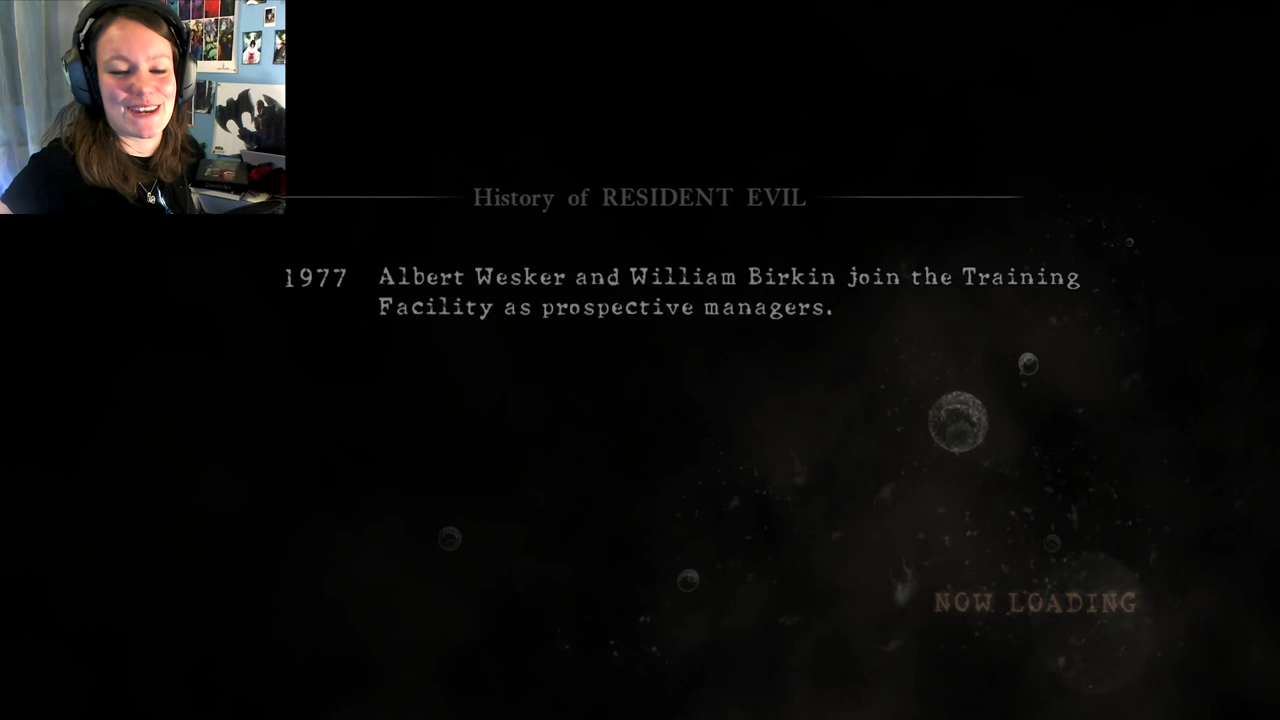 History of RESIDENT EVIL
1977 Albert Wesker and William Birkin join the Training
Facility as prospective managers.
NOW LOADING